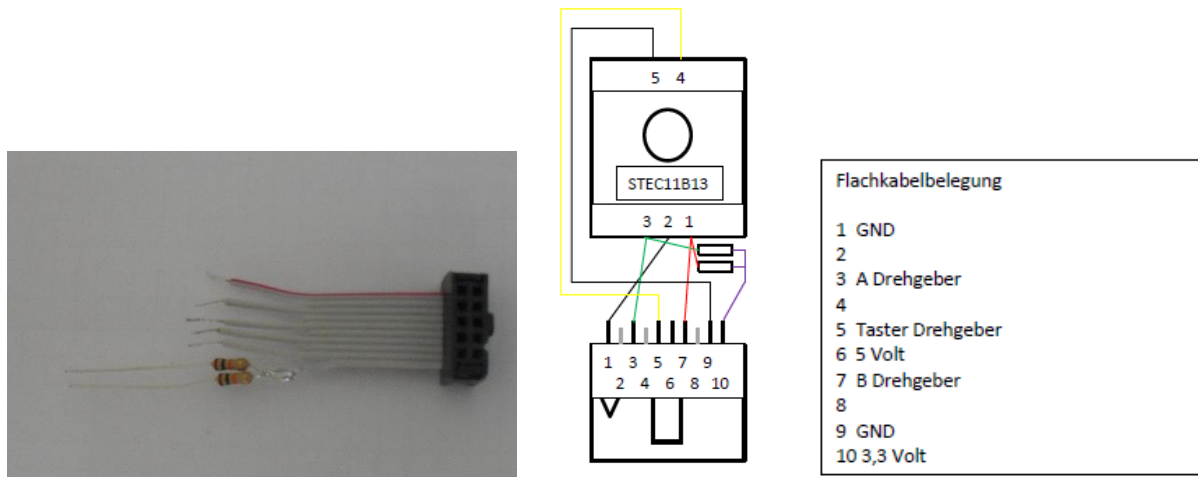 5 4
STEC11B13
3 2 1
1 3 5 7 9
2 4 6 8 10
Flachkabelbelegung
1 GND
2
3 A Drehgeber
4
5 Taster Drehgeber
6 5 Volt
7 B Drehgeber
8
9 GND
10 3,3 Volt